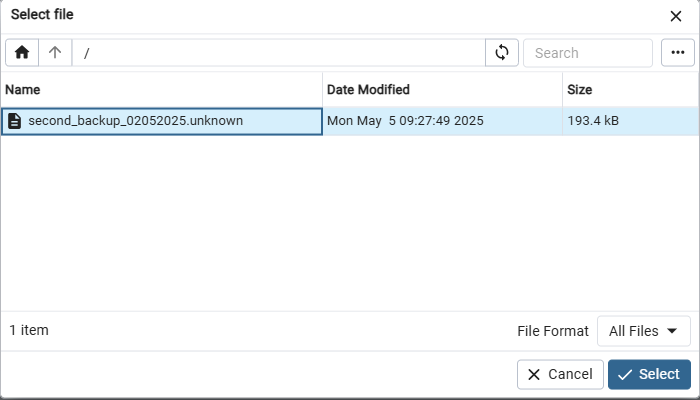 Select file
/
Search
Name Date Modified Size
second_backup_02052025.unknown Mon May  5 09:27:49 2025 193.4 kB
1 item File Format All Files
Cancel Select